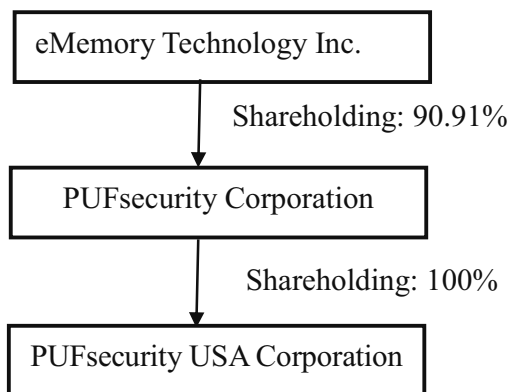 eMemory Technology Inc.
Shareholding: 90.91%
PUFsecurity Corporation
Shareholding: 100%
PUFsecurity USA Corporation